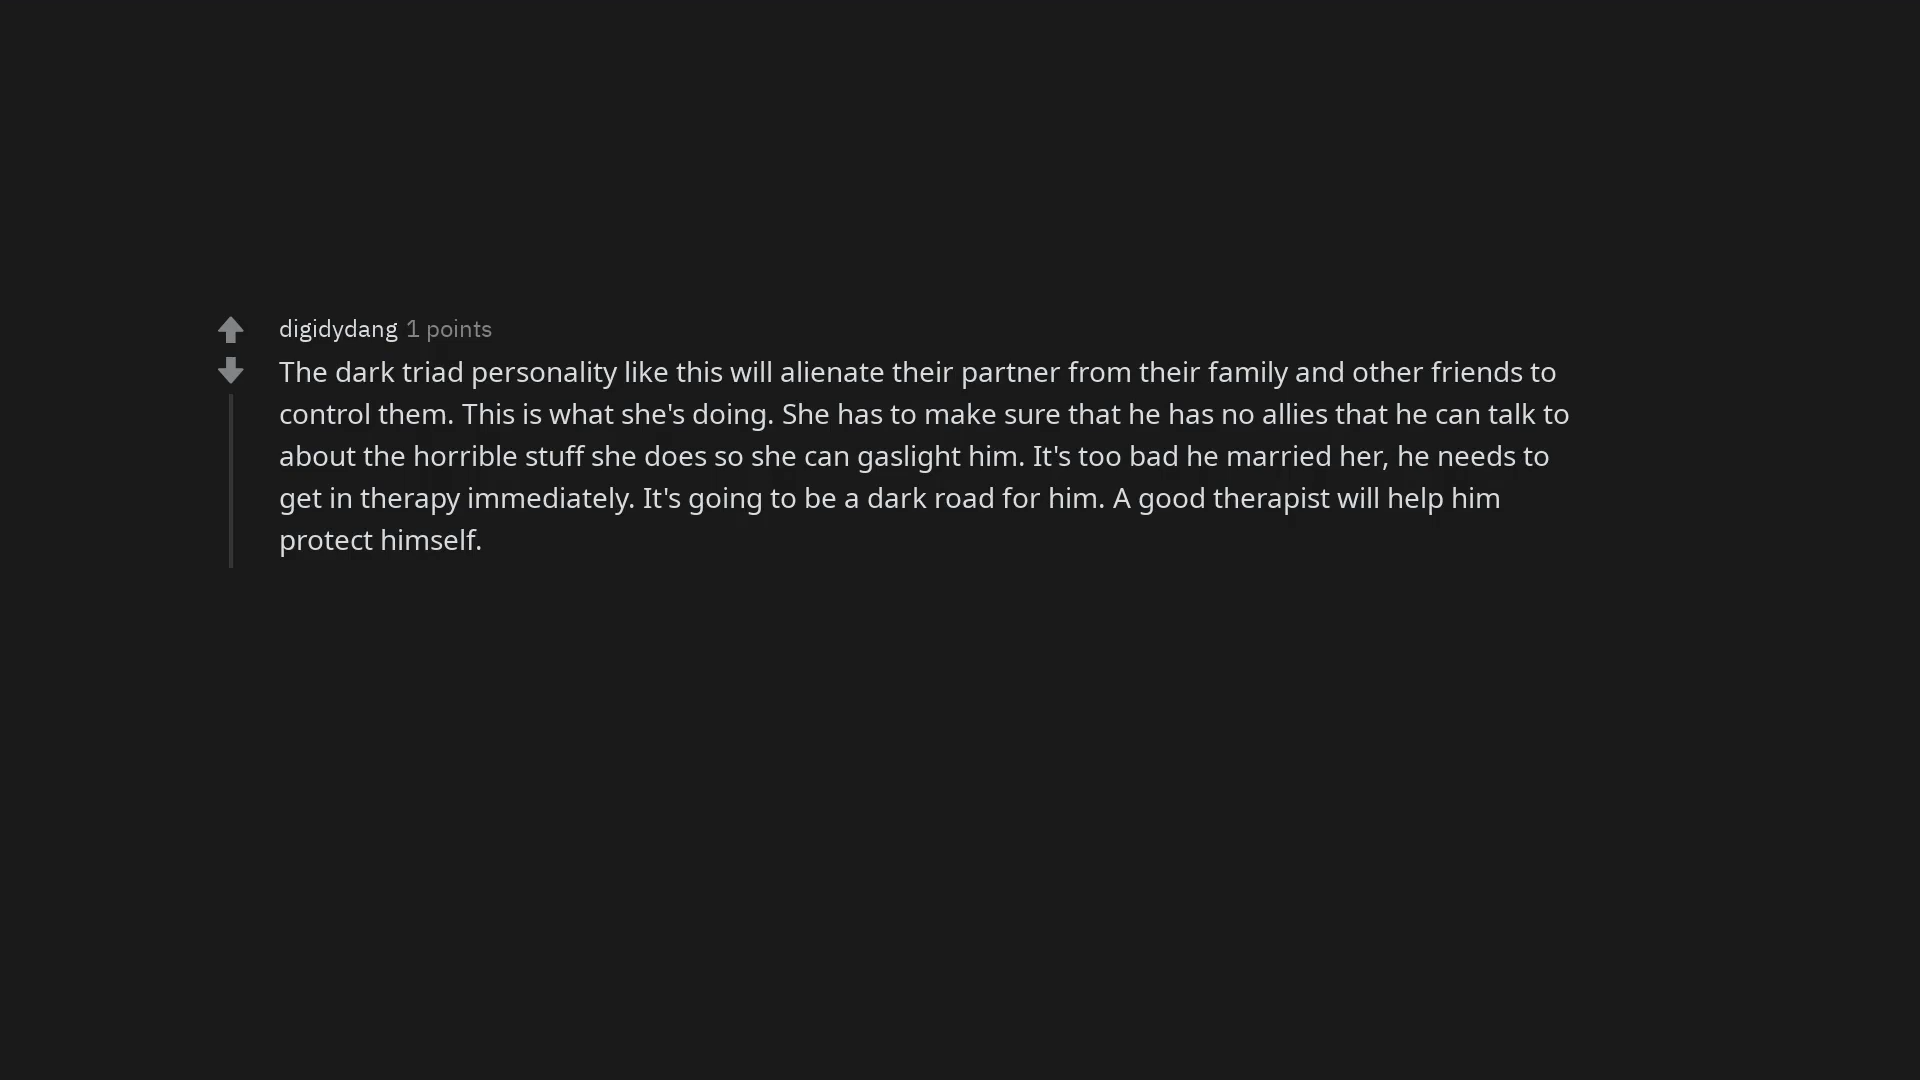 digidydang 1 points
The dark triad personality like this will alienate their partner from their family and other friends to
control them. This is what she's doing. She has to make sure that he has no allies that he can talk to
about the horrible stuff she does so she can gaslight him. It's too bad he married her, he needs to
get in therapy immediately. It's going to be a dark road for him. A good therapist will help him
protect himself.